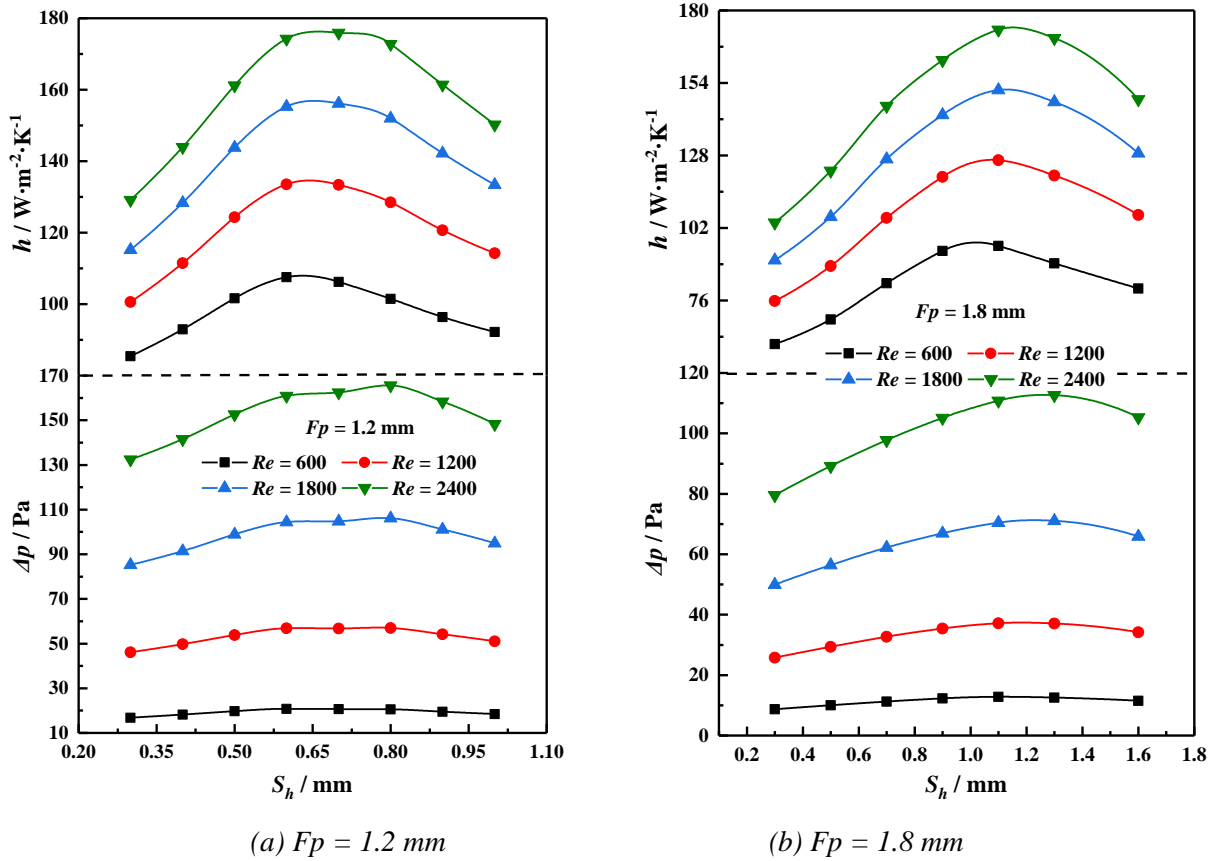 180
160
140
120
100
h / W·m⁻²·K⁻¹
170
150
130
110
90
70
50
30
10
Δp / Pa
Fp = 1.2 mm
Re = 600 Re = 1200
Re = 1800 Re = 2400
0.20 0.35 0.50 0.65 0.80 0.95 1.10
S_h / mm
(a) Fp = 1.2 mm
180
154
128
102
76
h / W·m⁻²·K⁻¹
Fp = 1.8 mm
Re = 600 Re = 1200
Re = 1800 Re = 2400
120
100
80
60
40
20
0
Δp / Pa
0.2 0.4 0.6 0.8 1.0 1.2 1.4 1.6 1.8
S_h / mm
(b) Fp = 1.8 mm